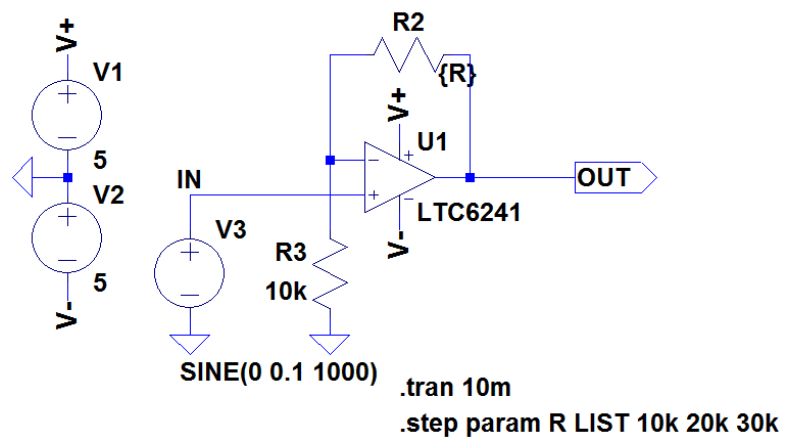 V+
V1
5
V2
5
V-
IN
V3
SINE(0 0.1 1000)
R2
{R}
V+
U1
LTC6241
V-
R3
10k
OUT
.tran 10m
.step param R LIST 10k 20k 30k